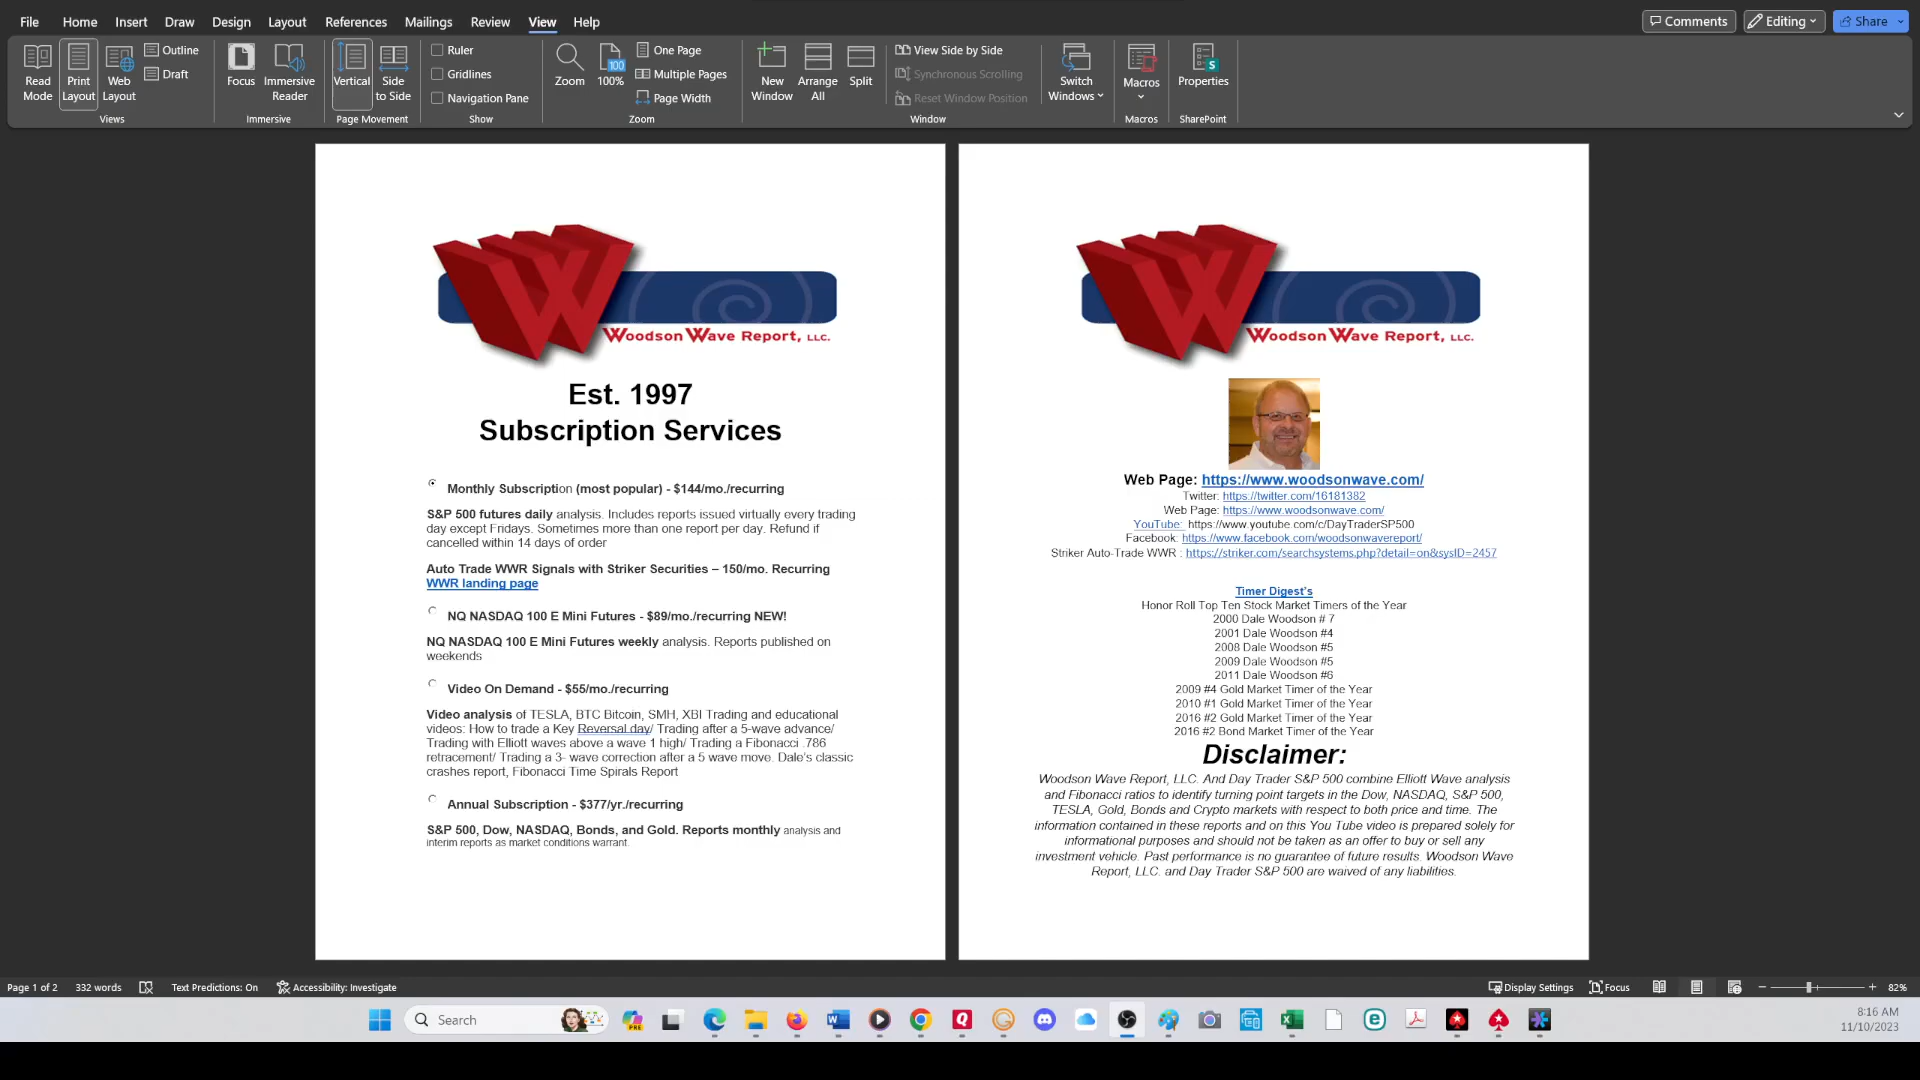 File Home Insert Draw Design Layout References Mailings Review View Help
Comments Editing Share
Read Mode
Print Layout
Web Layout
Outline
Draft
Views
Focus
Immersive Reader
Immersive
Vertical
Side to Side
Page Movement
Ruler
Gridlines
Navigation Pane
Show
Zoom
100
100%
One Page
Multiple Pages
Page Width
Zoom
New Window
Arrange All
Split
View Side by Side
Synchronous Scrolling
Reset Window Position
Window
Switch Windows
Macros
Macros
S
Properties
SharePoint
W
Woodson Wave Report, LLC.
Est. 1997
Subscription Services
Monthly Subscription (most popular) - $144/mo./recurring
S&P 500 futures daily analysis. Includes reports issued virtually every trading
day except Fridays. Sometimes more than one report per day. Refund if
cancelled within 14 days of order
Auto Trade WWR Signals with Striker Securities – 150/mo. Recurring
WWR landing page
NQ NASDAQ 100 E Mini Futures - $89/mo./recurring NEW!
NQ NASDAQ 100 E Mini Futures weekly analysis. Reports published on
weekends
Video On Demand - $55/mo./recurring
Video analysis of TESLA, BTC Bitcoin, SMH, XBI Trading and educational
videos: How to trade a Key Reversal day/ Trading after a 5-wave advance/
Trading with Elliott waves above a wave 1 high/ Trading a Fibonacci .786
retracement/ Trading a 3- wave correction after a 5 wave move. Dale's classic
crashes report, Fibonacci Time Spirals Report
Annual Subscription - $377/yr./recurring
S&P 500, Dow, NASDAQ, Bonds, and Gold. Reports monthly analysis and
interim reports as market conditions warrant.
W
Woodson Wave Report, LLC.
Web Page: https://www.woodsonwave.com/
Twitter: https://twitter.com/16181382
Web Page: https://www.woodsonwave.com/
YouTube: https://www.youtube.com/c/DayTraderSP500
Facebook: https://www.facebook.com/woodsonwavereport/
Striker Auto-Trade WWR : https://striker.com/searchsystems.php?detail=on&sysID=2457
Timer Digest's
Honor Roll Top Ten Stock Market Timers of the Year
2000 Dale Woodson # 7
2001 Dale Woodson #4
2008 Dale Woodson #5
2009 Dale Woodson #5
2011 Dale Woodson #6
2009 #4 Gold Market Timer of the Year
2010 #1 Gold Market Timer of the Year
2016 #2 Gold Market Timer of the Year
2016 #2 Bond Market Timer of the Year
Disclaimer:
Woodson Wave Report, LLC. And Day Trader S&P 500 combine Elliott Wave analysis
and Fibonacci ratios to identify turning point targets in the Dow, NASDAQ, S&P 500,
TESLA, Gold, Bonds and Crypto markets with respect to both price and time. The
information contained in these reports and on this You Tube video is prepared solely for
informational purposes and should not be taken as an offer to buy or sell any
investment vehicle. Past performance is no guarantee of future results. Woodson Wave
Report, LLC. and Day Trader S&P 500 are waived of any liabilities.
Page 1 of 2 332 words Text Predictions: On Accessibility: Investigate
Display Settings Focus 82%
Search
PRE
8:16 AM
11/10/2023